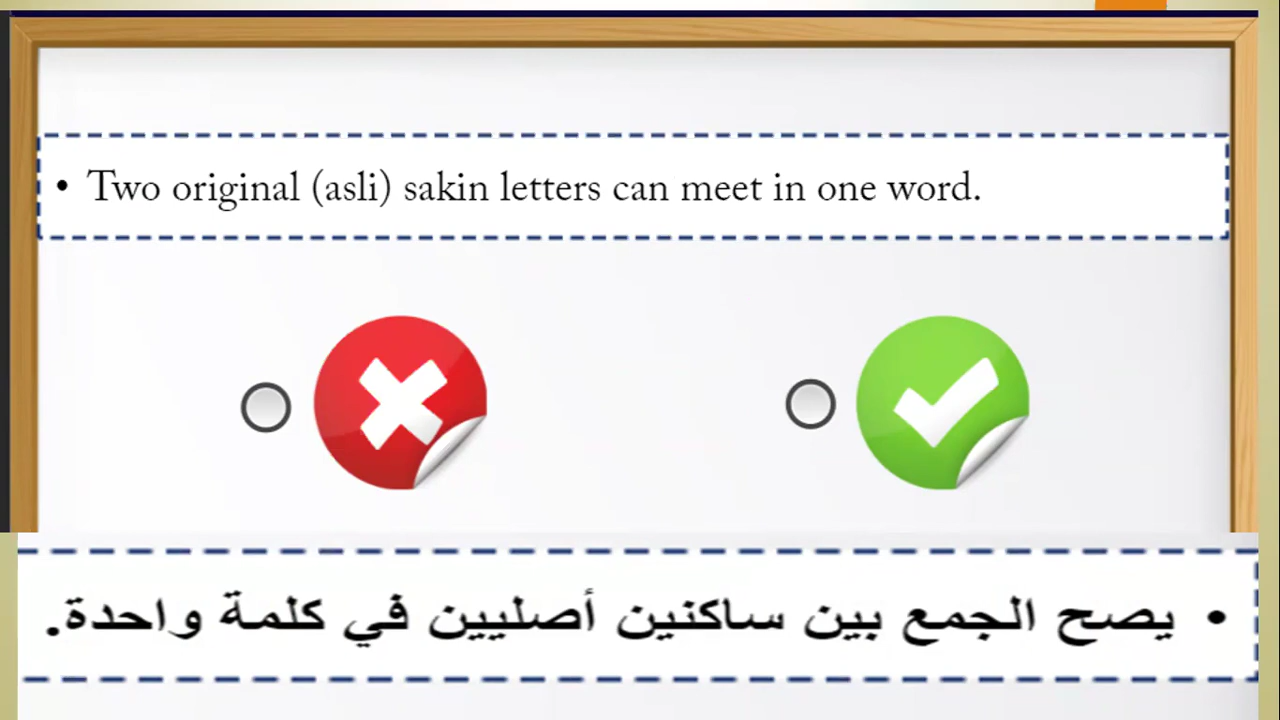 • Two original (asli) sakin letters can meet in one word.
• يصح الجمع بين ساكنين أصليين في كلمة واحدة.